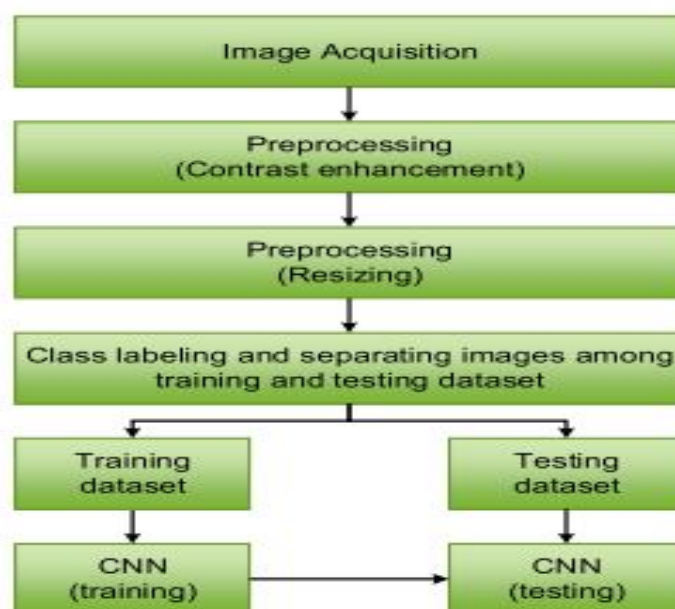 Image Acquisition
Preprocessing
(Contrast enhancement)
Preprocessing
(Resizing)
Class labeling and separating images among
training and testing dataset
Training
dataset
Testing
dataset
CNN
(training)
CNN
(testing)